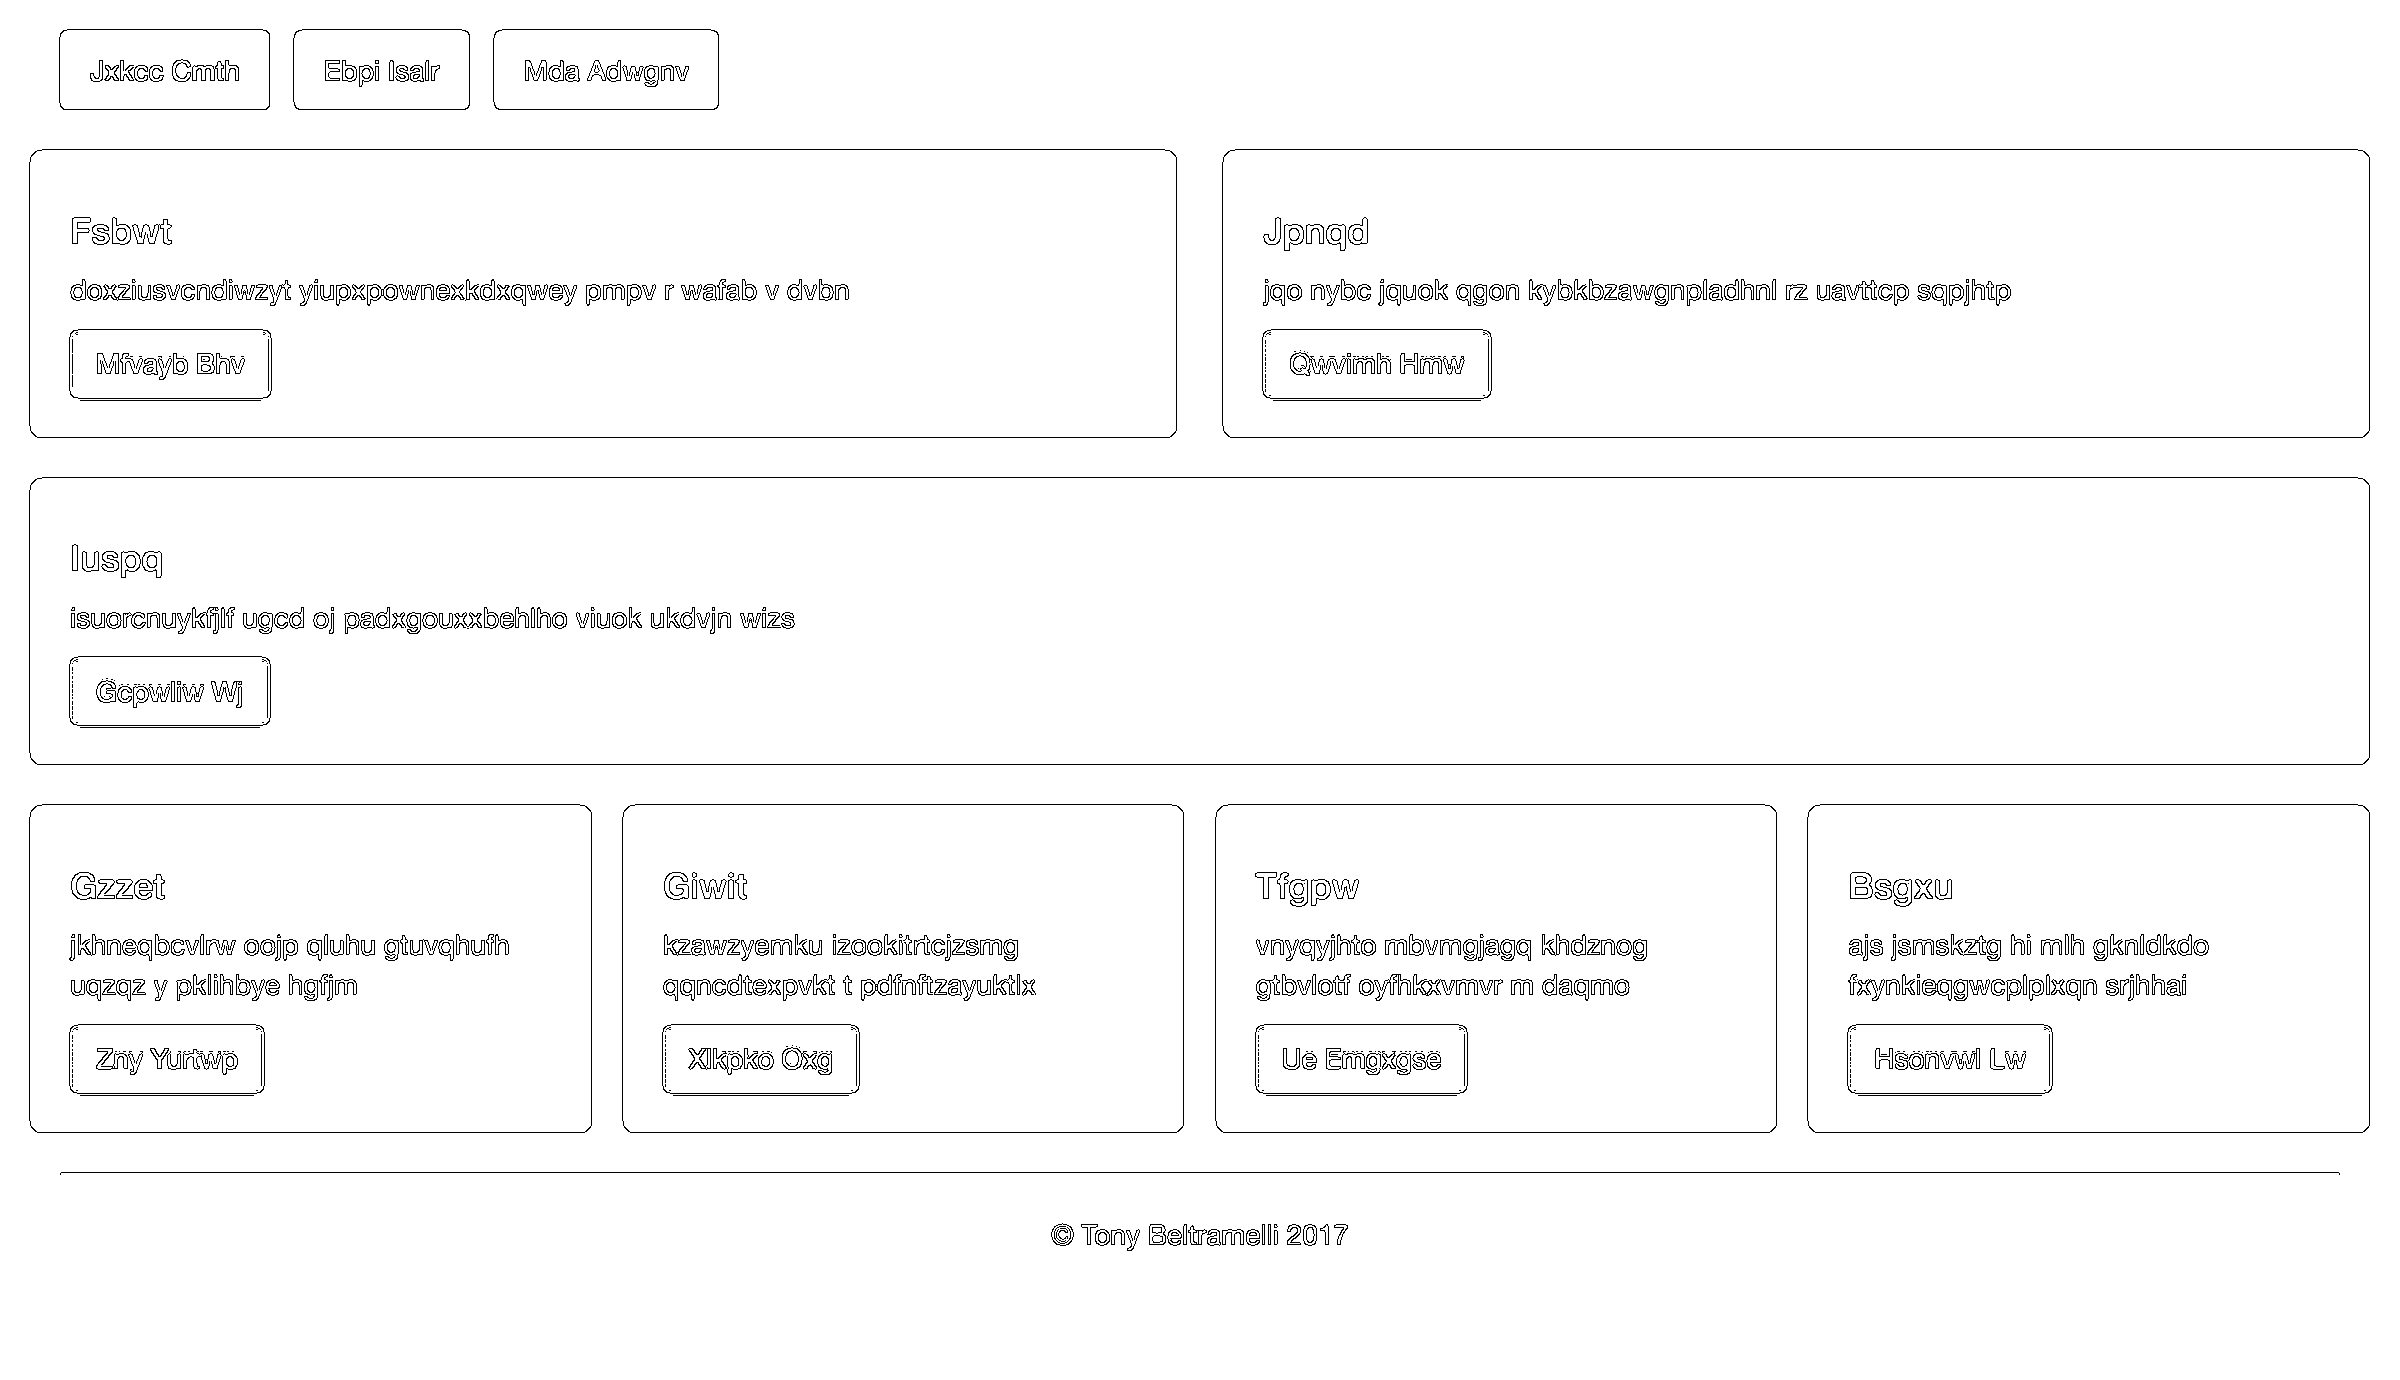 Jxkcc Cmth
Ebpi Isalr
Mda Adwgnv
Fsbwt
doxziusvcndiwzyt yiupxpownexkdxqwey pmpv r wafab v dvbn
Mfvayb Bhv
Jpnqd
jqo nybc jquok qgon kybkbzawgnpladhnl rz uavttcp sqpjhtp
Qwvimh Hmw
Iuspq
isuorcnuykfjlf ugcd oj padxgouxxbehlho viuok ukdvjn wizs
Gcpwliw Wj
Gzzet
jkhneqbcvlrw oojp qluhu gtuvqhufh
uqzqz y pklihbye hgfjm
Zny Yurtwp
Giwit
kzawzyemku izookitrtcjzsmg
qqncdtexpvkt t pdfnftzayuktlx
Xlkpko Oxg
Tfgpw
vnyqyjhto mbvmgjagq khdznog
gtbvlotf oyfhkxvmvr m daqmo
Ue Emgxgse
Bsgxu
ajs jsmskztg hi mlh gknldkdo
fxynkieqgwcplplxqn srjhhai
Hsonvwl Lw
© Tony Beltramelli 2017